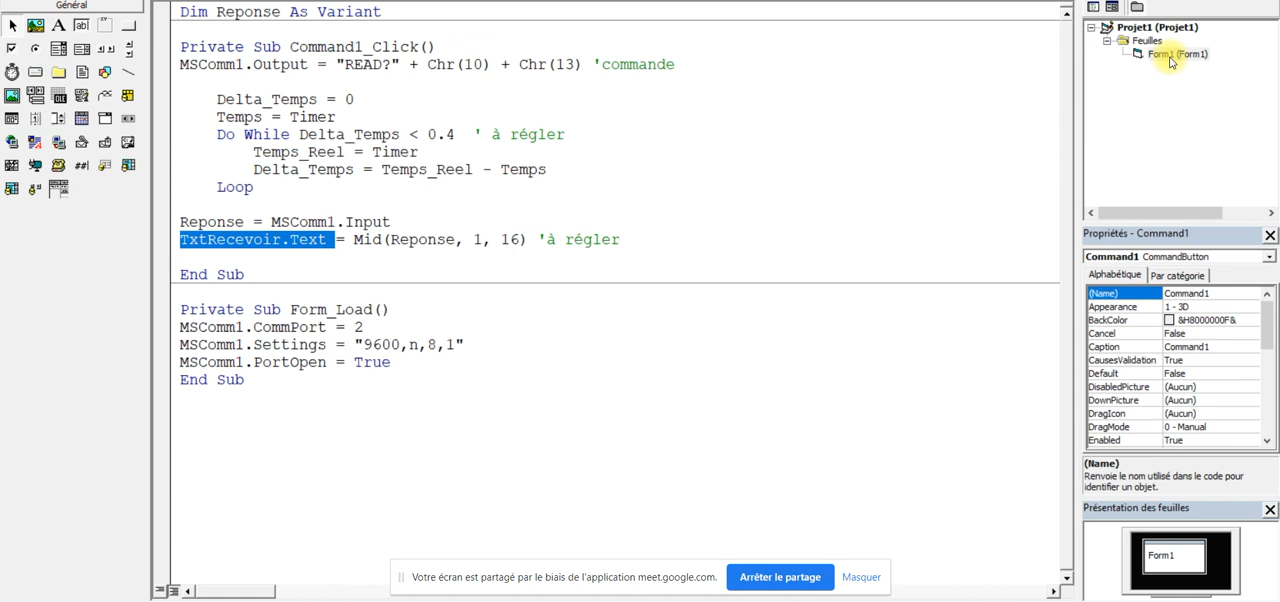 Général
Dim Reponse As Variant
Private Sub Command1_Click()
MSComm1.Output = "READ?" + Chr(10) + Chr(13) 'commande
Delta_Temps = 0
Temps = Timer
Do While Delta_Temps < 0.4 ' à régler
Temps_Reel = Timer
Delta_Temps = Temps_Reel - Temps
Loop
Reponse = MSComm1.Input
TxtRecevoir.Text = Mid(Reponse, 1, 16) 'à régler
End Sub
Private Sub Form_Load()
MSComm1.CommPort = 2
MSComm1.Settings = "9600,n,8,1"
MSComm1.PortOpen = True
End Sub
Projet1 (Projet1)
Feuilles
Form1 (Form1)
Propriétés - Command1
Command1 CommandButton
Alphabétique Par catégorie
(Name) Command1
Appearance 1 - 3D
BackColor &H8000000F&
Cancel False
Caption Command1
CausesValidation True
Default False
DisabledPicture (Aucun)
DownPicture (Aucun)
DragIcon (Aucun)
DragMode 0 - Manual
Enabled True
(Name)
Renvoie le nom utilisé dans le code pour
identifier un objet.
Présentation des feuilles
Form1
Votre écran est partagé par le biais de l'application meet.google.com. Arrêter le partage Masquer